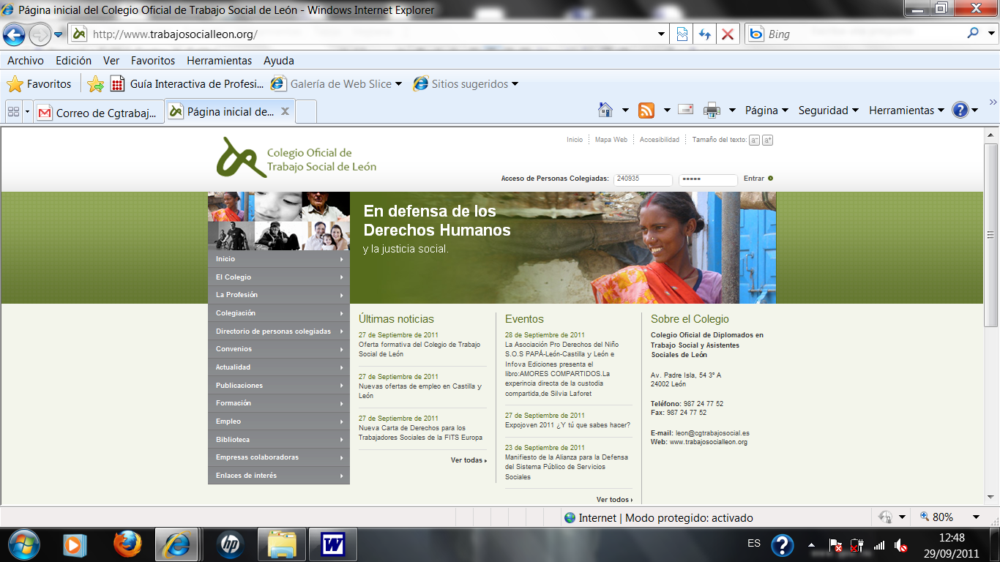 Página inicial del Colegio Oficial de Trabajo Social de León - Windows Internet Explorer
http://www.trabajosocialleon.org/
Bing
Archivo Edición Ver Favoritos Herramientas Ayuda
Favoritos Guía Interactiva de Profesi... Galería de Web Slice Sitios sugeridos
Correo de Cgtrabaj... Página inicial de... Página Seguridad Herramientas
Inicio Mapa Web Accesibilidad Tamaño del texto: a- a+
Colegio Oficial de
Trabajo Social de León
Acceso de Personas Colegiadas: 240935 ••••• Entrar
En defensa de los
Derechos Humanos
y la justicia social.
Inicio
El Colegio
La Profesión
Colegiación
Directorio de personas colegiadas
Convenios
Actualidad
Publicaciones
Formación
Empleo
Biblioteca
Empresas colaboradoras
Enlaces de interés
Últimas noticias
27 de Septiembre de 2011
Oferta formativa del Colegio de Trabajo
Social de León
27 de Septiembre de 2011
Nuevas ofertas de empleo en Castilla y
León
27 de Septiembre de 2011
Nueva Carta de Derechos para los
Trabajadores Sociales de la FITS Europa
Ver todas
Eventos
28 de Septiembre de 2011
La Asociación Pro Derechos del Niño
S.O.S PAPÁ-León-Castilla y León e
Infova Ediciones presenta el
libro:AMORES COMPARTIDOS.La
experincia directa de la custodia
compartida,de Silvia Laforet
27 de Septiembre de 2011
Expojoven 2011 ¿Y tú que sabes hacer?
23 de Septiembre de 2011
Manifiesto de la Alianza para la Defensa
del Sistema Público de Servicios
Sociales
Ver todos
Sobre el Colegio
Colegio Oficial de Diplomados en
Trabajo Social y Asistentes
Sociales de León
Av. Padre Isla, 54 3º A
24002 León
Teléfono: 987 24 77 52
Fax: 987 24 77 52
E-mail: leon@cgtrabajosocial.es
Web: www.trabajosocialleon.org
Internet | Modo protegido: activado
80%
hp
W
ES
12:48
29/09/2011